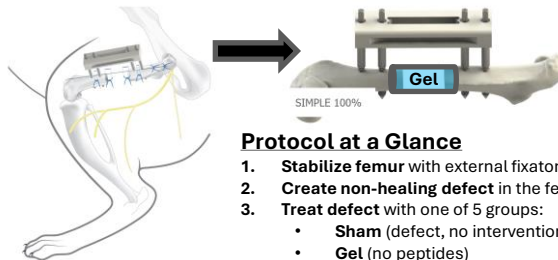 Gel
SIMPLE 100%
Protocol at a Glance
1. Stabilize femur with external fixator
2. Create non-healing defect in the fe
3. Treat defect with one of 5 groups:
• Sham (defect, no intervention
• Gel (no peptides)